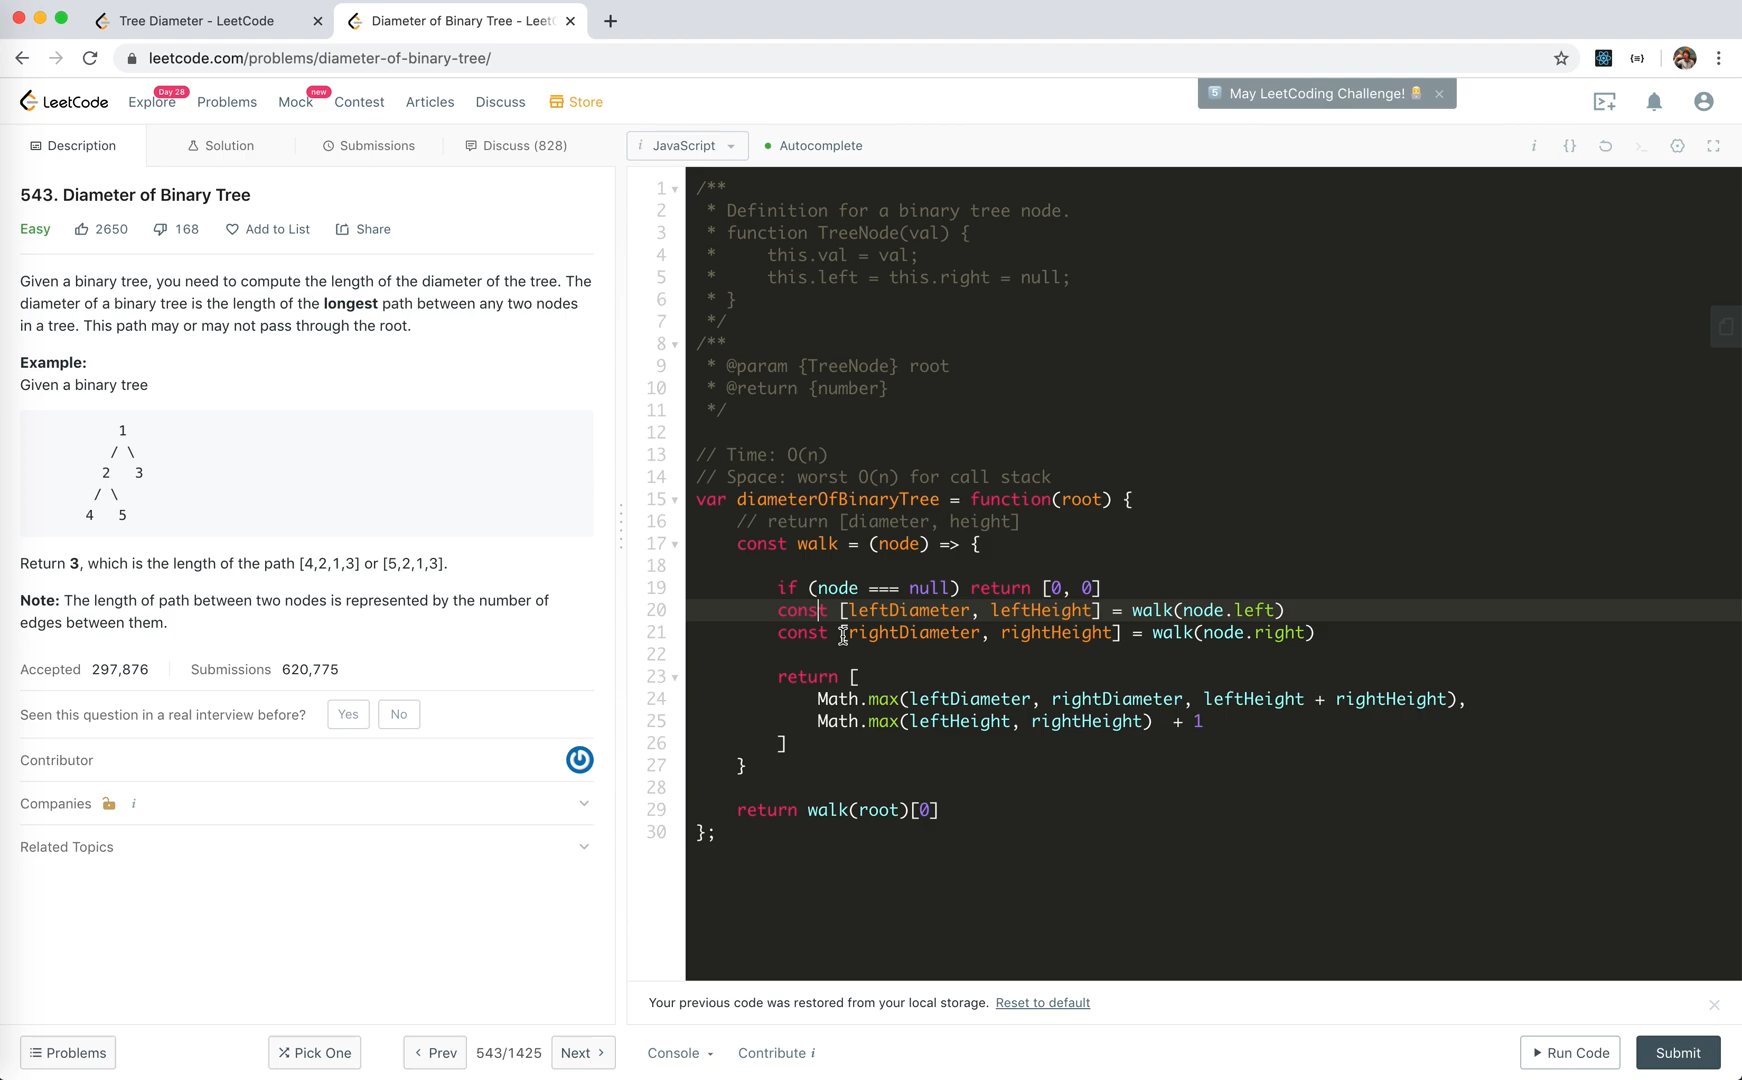 Tree Diameter - LeetCode
Diameter of Binary Tree - Leet
leetcode.com/problems/diameter-of-binary-tree/
LeetCode
Explore
Day 28
Problems
Mock
new
Contest
Articles
Discuss
Store
May LeetCoding Challenge!
Description
Solution
Submissions
Discuss (828)
543. Diameter of Binary Tree
Easy
2650
168
Add to List
Share
Given a binary tree, you need to compute the length of the diameter of the tree. The
diameter of a binary tree is the length of the longest path between any two nodes
in a tree. This path may or may not pass through the root.
Example:
Given a binary tree
1
/ \
2 3
/ \
4 5
Return 3, which is the length of the path [4,2,1,3] or [5,2,1,3].
Note: The length of path between two nodes is represented by the number of
edges between them.
Accepted 297,876 Submissions 620,775
Seen this question in a real interview before? Yes No
Contributor
Companies i
Related Topics
Problems
Pick One
Prev
543/1425
Next
i JavaScript
Autocomplete
i {}
1 /**
2 * Definition for a binary tree node.
3 * function TreeNode(val) {
4 * this.val = val;
5 * this.left = this.right = null;
6 * }
7 */
8 /**
9 * @param {TreeNode} root
10 * @return {number}
11 */
12
13 // Time: O(n)
14 // Space: worst O(n) for call stack
15 var diameterOfBinaryTree = function(root) {
16 // return [diameter, height]
17 const walk = (node) => {
18
19 if (node === null) return [0, 0]
20 const [leftDiameter, leftHeight] = walk(node.left)
21 const [rightDiameter, rightHeight] = walk(node.right)
22
23 return [
24 Math.max(leftDiameter, rightDiameter, leftHeight + rightHeight),
25 Math.max(leftHeight, rightHeight) + 1
26 ]
27 }
28
29 return walk(root)[0]
30 };
Your previous code was restored from your local storage. Reset to default
Console
Contribute i
Run Code
Submit